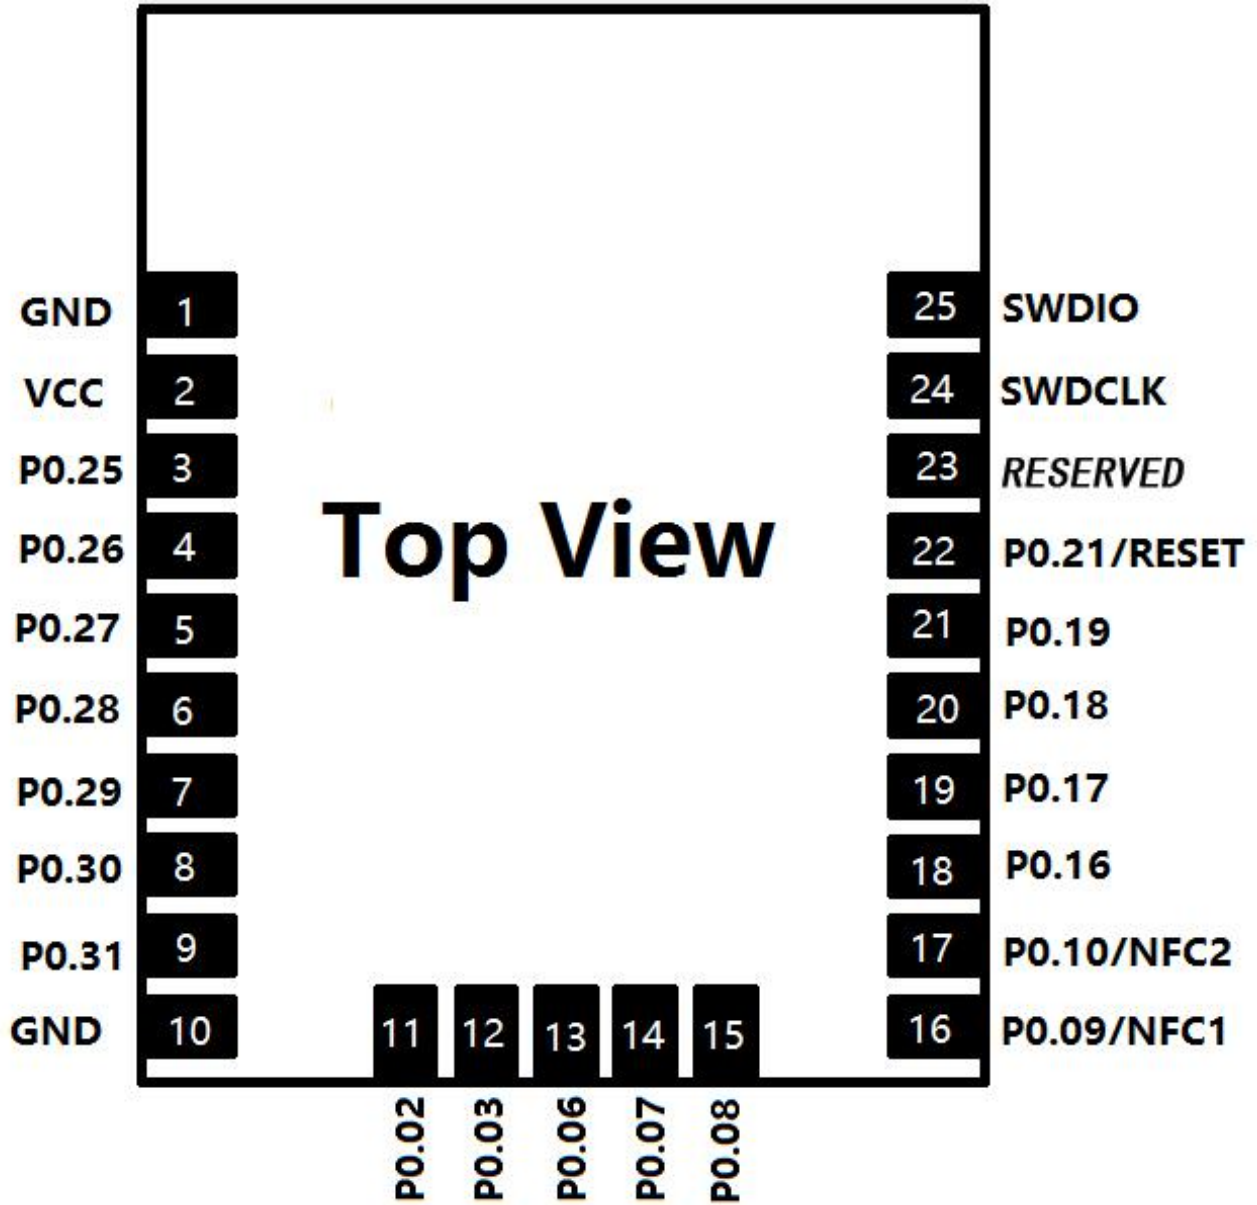 GND 1
VCC 2
P0.25 3
P0.26 4
P0.27 5
P0.28 6
P0.29 7
P0.30 8
P0.31 9
GND 10
Top View
11 12 13 14 15
P0.02
P0.03
P0.06
P0.07
P0.08
25 SWDIO
24 SWDCLK
23 RESERVED
22 P0.21/RESET
21 P0.19
20 P0.18
19 P0.17
18 P0.16
17 P0.10/NFC2
16 P0.09/NFC1